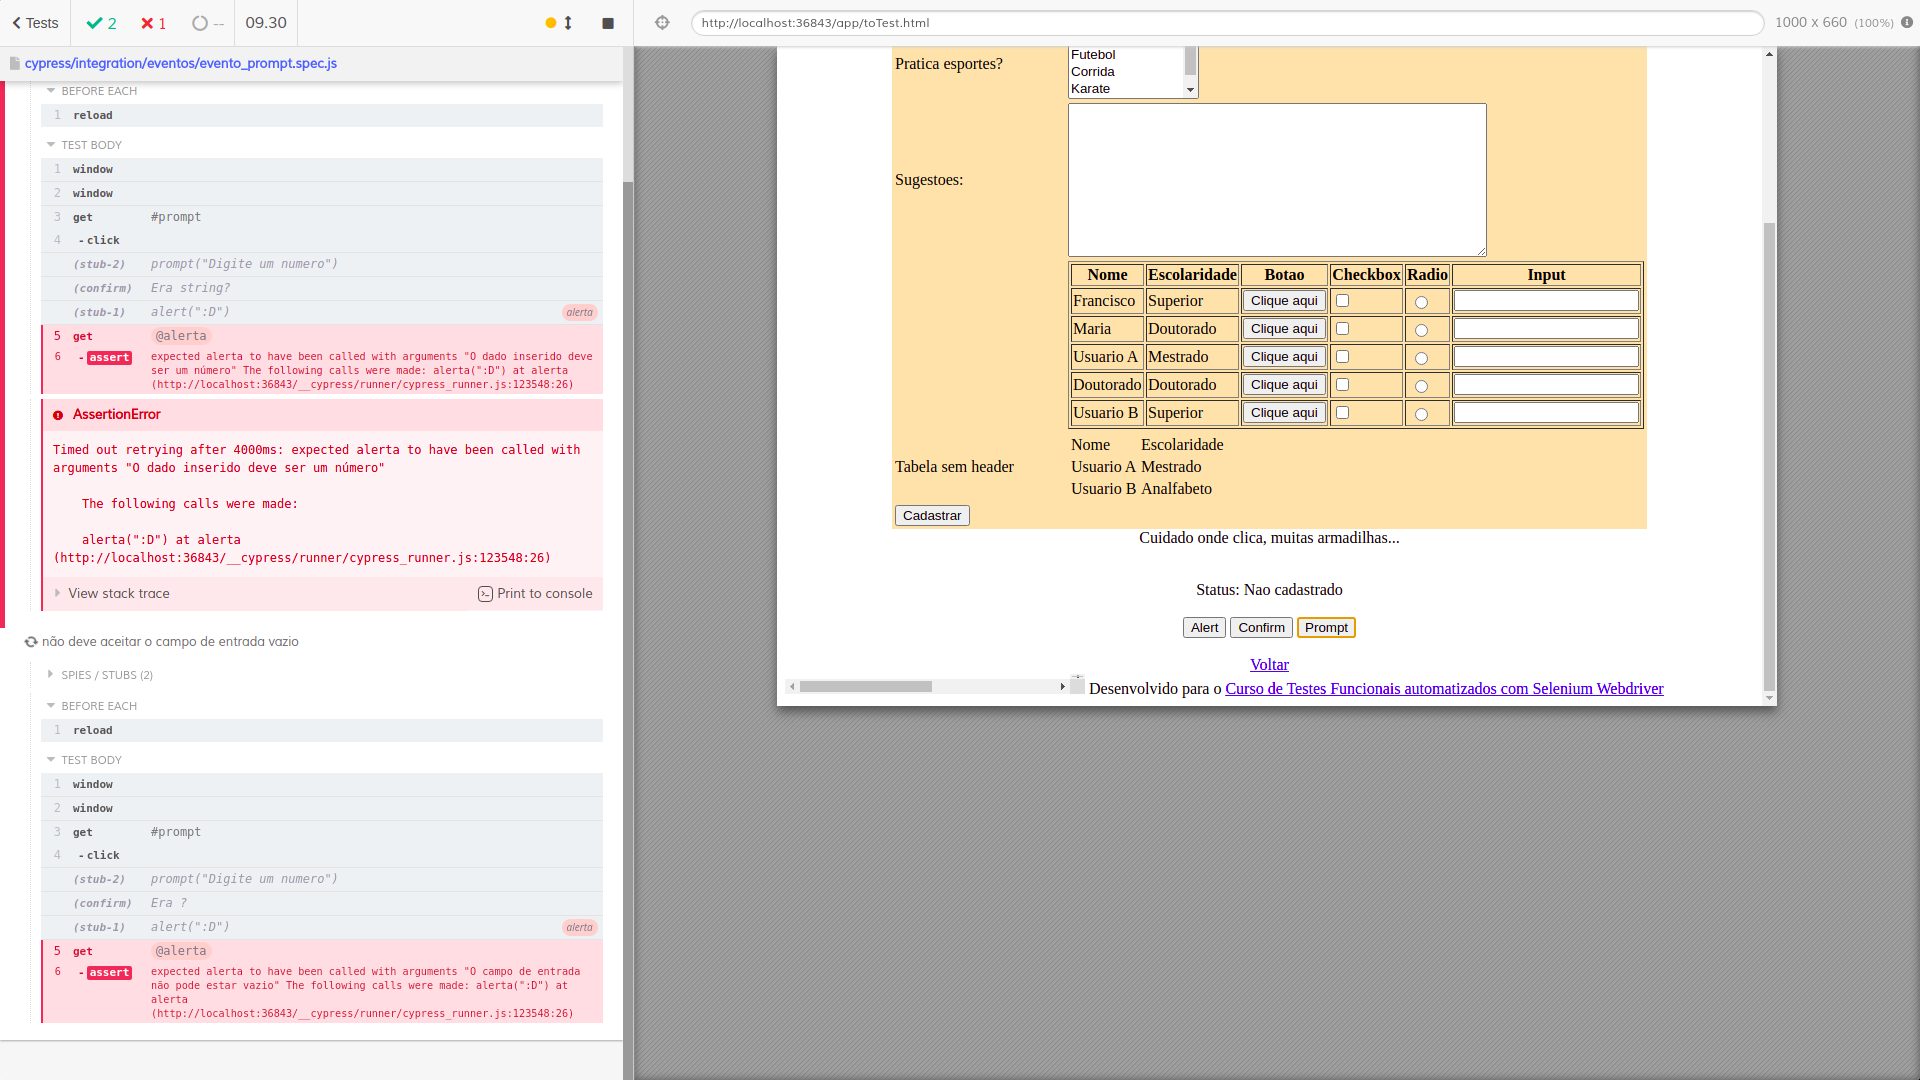 Tests
2
1
--
09.30
cypress/integration/eventos/evento_prompt.spec.js
BEFORE EACH
1 reload
TEST BODY
1 window
2 window
3 get #prompt
4 - click
(stub-2) prompt("Digite um numero")
(confirm) Era string?
(stub-1) alert(":D") alerta
5 get @alerta
6 - assert expected alerta to have been called with arguments "O dado inserido deve
ser um número" The following calls were made: alerta(":D") at alerta
(http://localhost:36843/__cypress/runner/cypress_runner.js:123548:26)
AssertionError
Timed out retrying after 4000ms: expected alerta to have been called with
arguments "O dado inserido deve ser um número"
The following calls were made:
alerta(":D") at alerta
(http://localhost:36843/__cypress/runner/cypress_runner.js:123548:26)
View stack trace
Print to console
não deve aceitar o campo de entrada vazio
SPIES / STUBS (2)
BEFORE EACH
1 reload
TEST BODY
1 window
2 window
3 get #prompt
4 - click
(stub-2) prompt("Digite um numero")
(confirm) Era ?
(stub-1) alert(":D") alerta
5 get @alerta
6 - assert expected alerta to have been called with arguments "O campo de entrada
não pode estar vazio" The following calls were made: alerta(":D") at
alerta
(http://localhost:36843/__cypress/runner/cypress_runner.js:123548:26)
http://localhost:36843/app/toTest.html
1000 x 660 (100%)
Futebol
Pratica esportes?
Corrida
Karate
Sugestoes:
Nome Escolaridade Botao Checkbox Radio Input
Francisco Superior Clique aqui
Maria Doutorado Clique aqui
Usuario A Mestrado Clique aqui
Doutorado Doutorado Clique aqui
Usuario B Superior Clique aqui
Nome Escolaridade
Tabela sem header Usuario A Mestrado
Usuario B Analfabeto
Cadastrar
Cuidado onde clica, muitas armadilhas...
Status: Nao cadastrado
Alert Confirm Prompt
Voltar
Desenvolvido para o Curso de Testes Funcionais automatizados com Selenium Webdriver